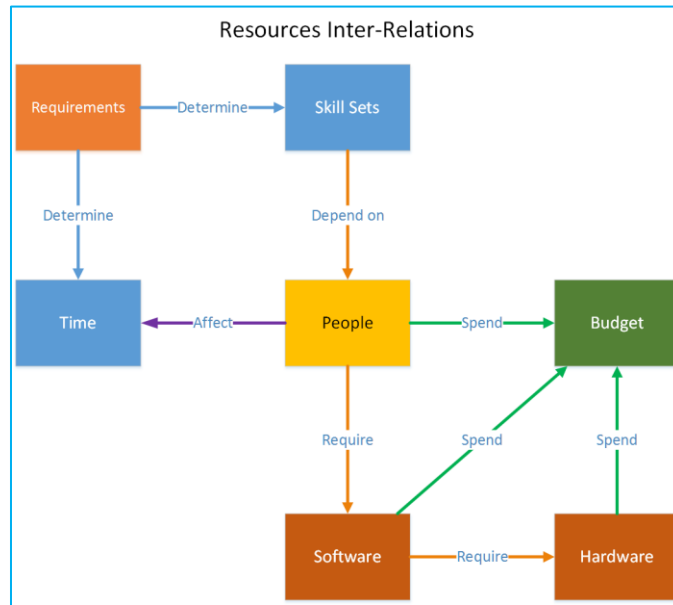 Resources Inter-Relations
Requirements
Determine
Skill Sets
Determine
Depend on
Time
Affect
People
Spend
Budget
Require
Spend
Spend
Software
Require
Hardware